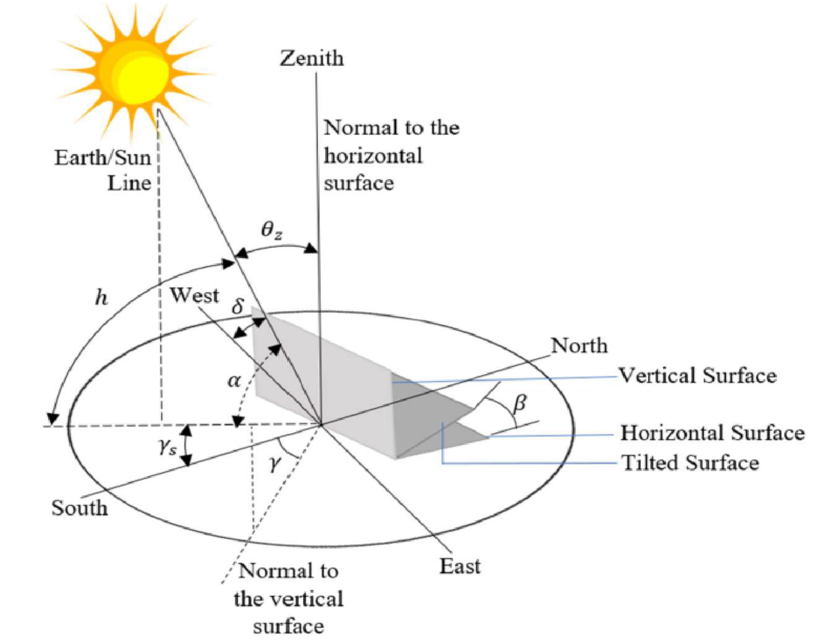 Zenith
Normal to the
horizontal
surface
Earth/Sun
Line
θz
h
West
δ
North
Vertical Surface
α
β
γs
γ
Horizontal Surface
Tilted Surface
South
East
Normal to
the vertical
surface